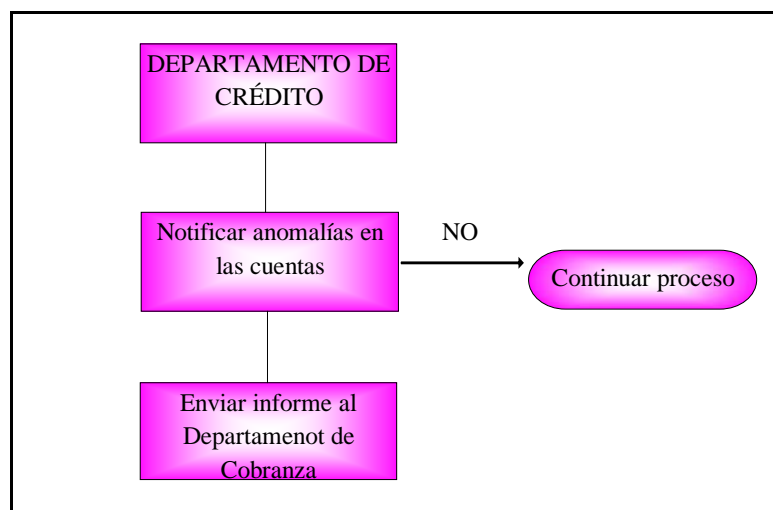 DEPARTAMENTO DE
CRÉDITO
Notificar anomalías en
las cuentas
NO
Continuar proceso
Enviar informe al
Departamenot de
Cobranza